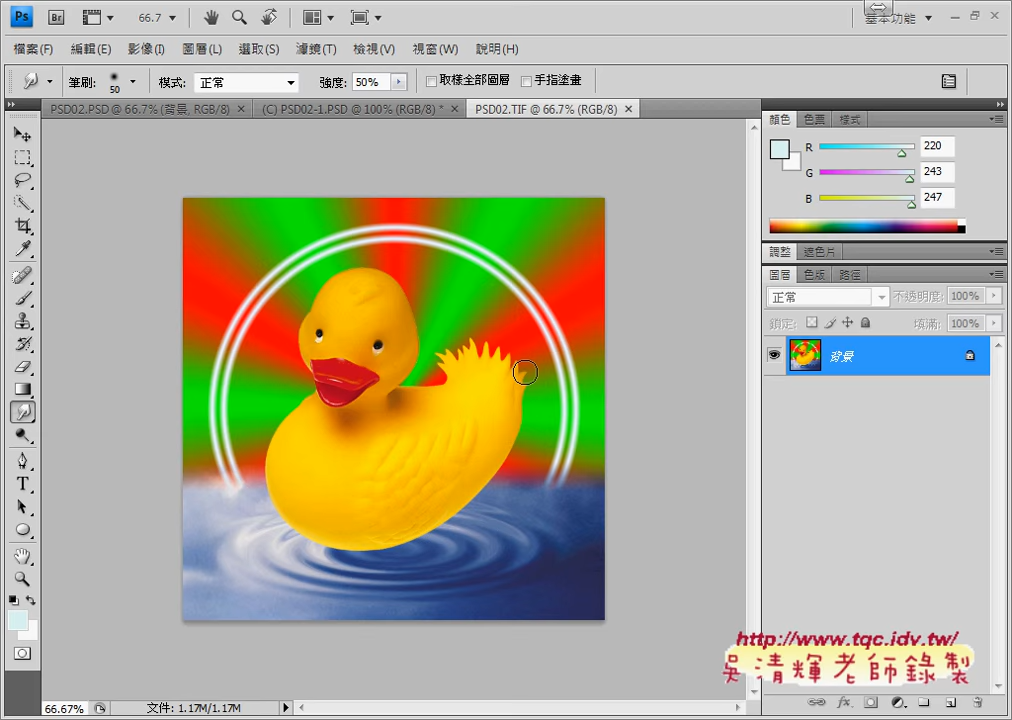 Ps Br 66.7 基本功能
檔案(F) 編輯(E) 影像(I) 圖層(L) 選取(S) 濾鏡(T) 檢視(V) 視窗(W) 說明(H)
筆刷: 50 模式: 正常 強度: 50% 取樣全部圖層 手指塗畫
PSD02.PSD @ 66.7% (背景, RGB/8) (C) PSD02-1.PSD @ 100% (RGB/8) * PSD02.TIF @ 66.7% (RGB/8)
顏色 色票 樣式
R 220
G 243
B 247
調整 遮色片
圖層 色版 路徑
正常 不透明度: 100%
鎖定: 填滿: 100%
背景
http://www.tqc.idv.tw/
吳清輝老師錄製
66.67% 文件: 1.17M/1.17M